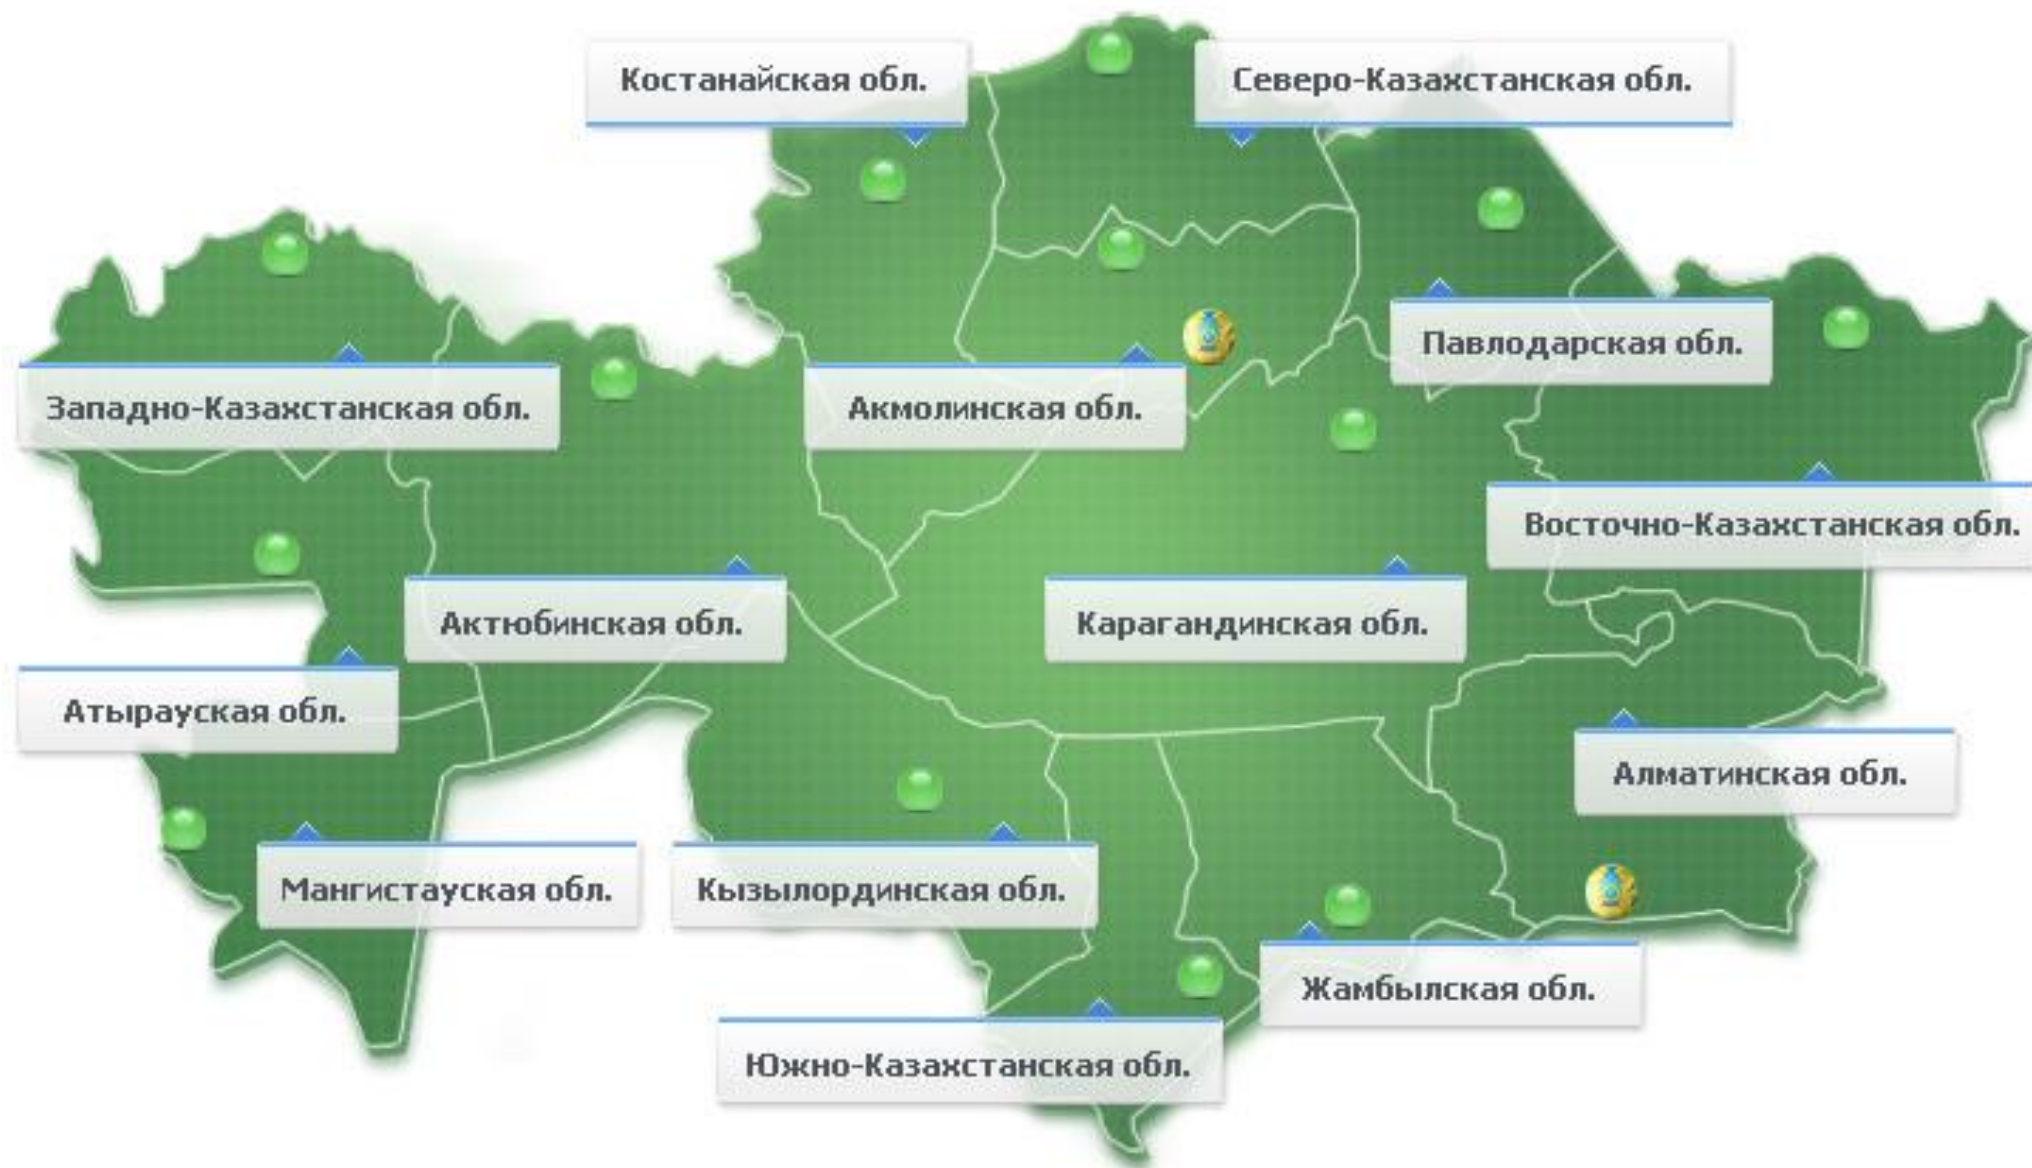 Костанайская обл.
Северо-Казахстанская обл.
Павлодарская обл.
Западно-Казахстанская обл.
Акмолинская обл.
Восточно-Казахстанская обл.
Актюбинская обл.
Карагандинская обл.
Атырауская обл.
Алматинская обл.
Мангистауская обл.
Кызылординская обл.
Жамбылская обл.
Южно-Казахстанская обл.